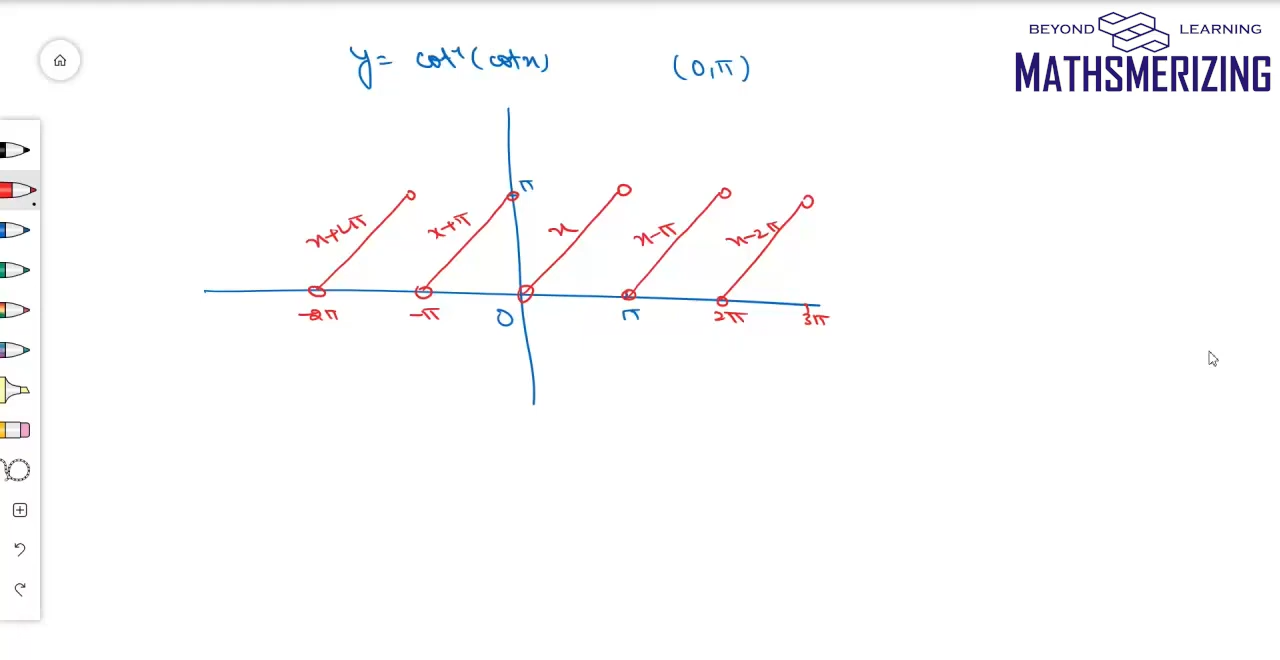 BEYOND LEARNING
MATHSMERIZING
y = cot⁻¹(cot x) (0, π)
π
x+2π x+π x x-π x-2π
-2π -π 0 π 2π 3π